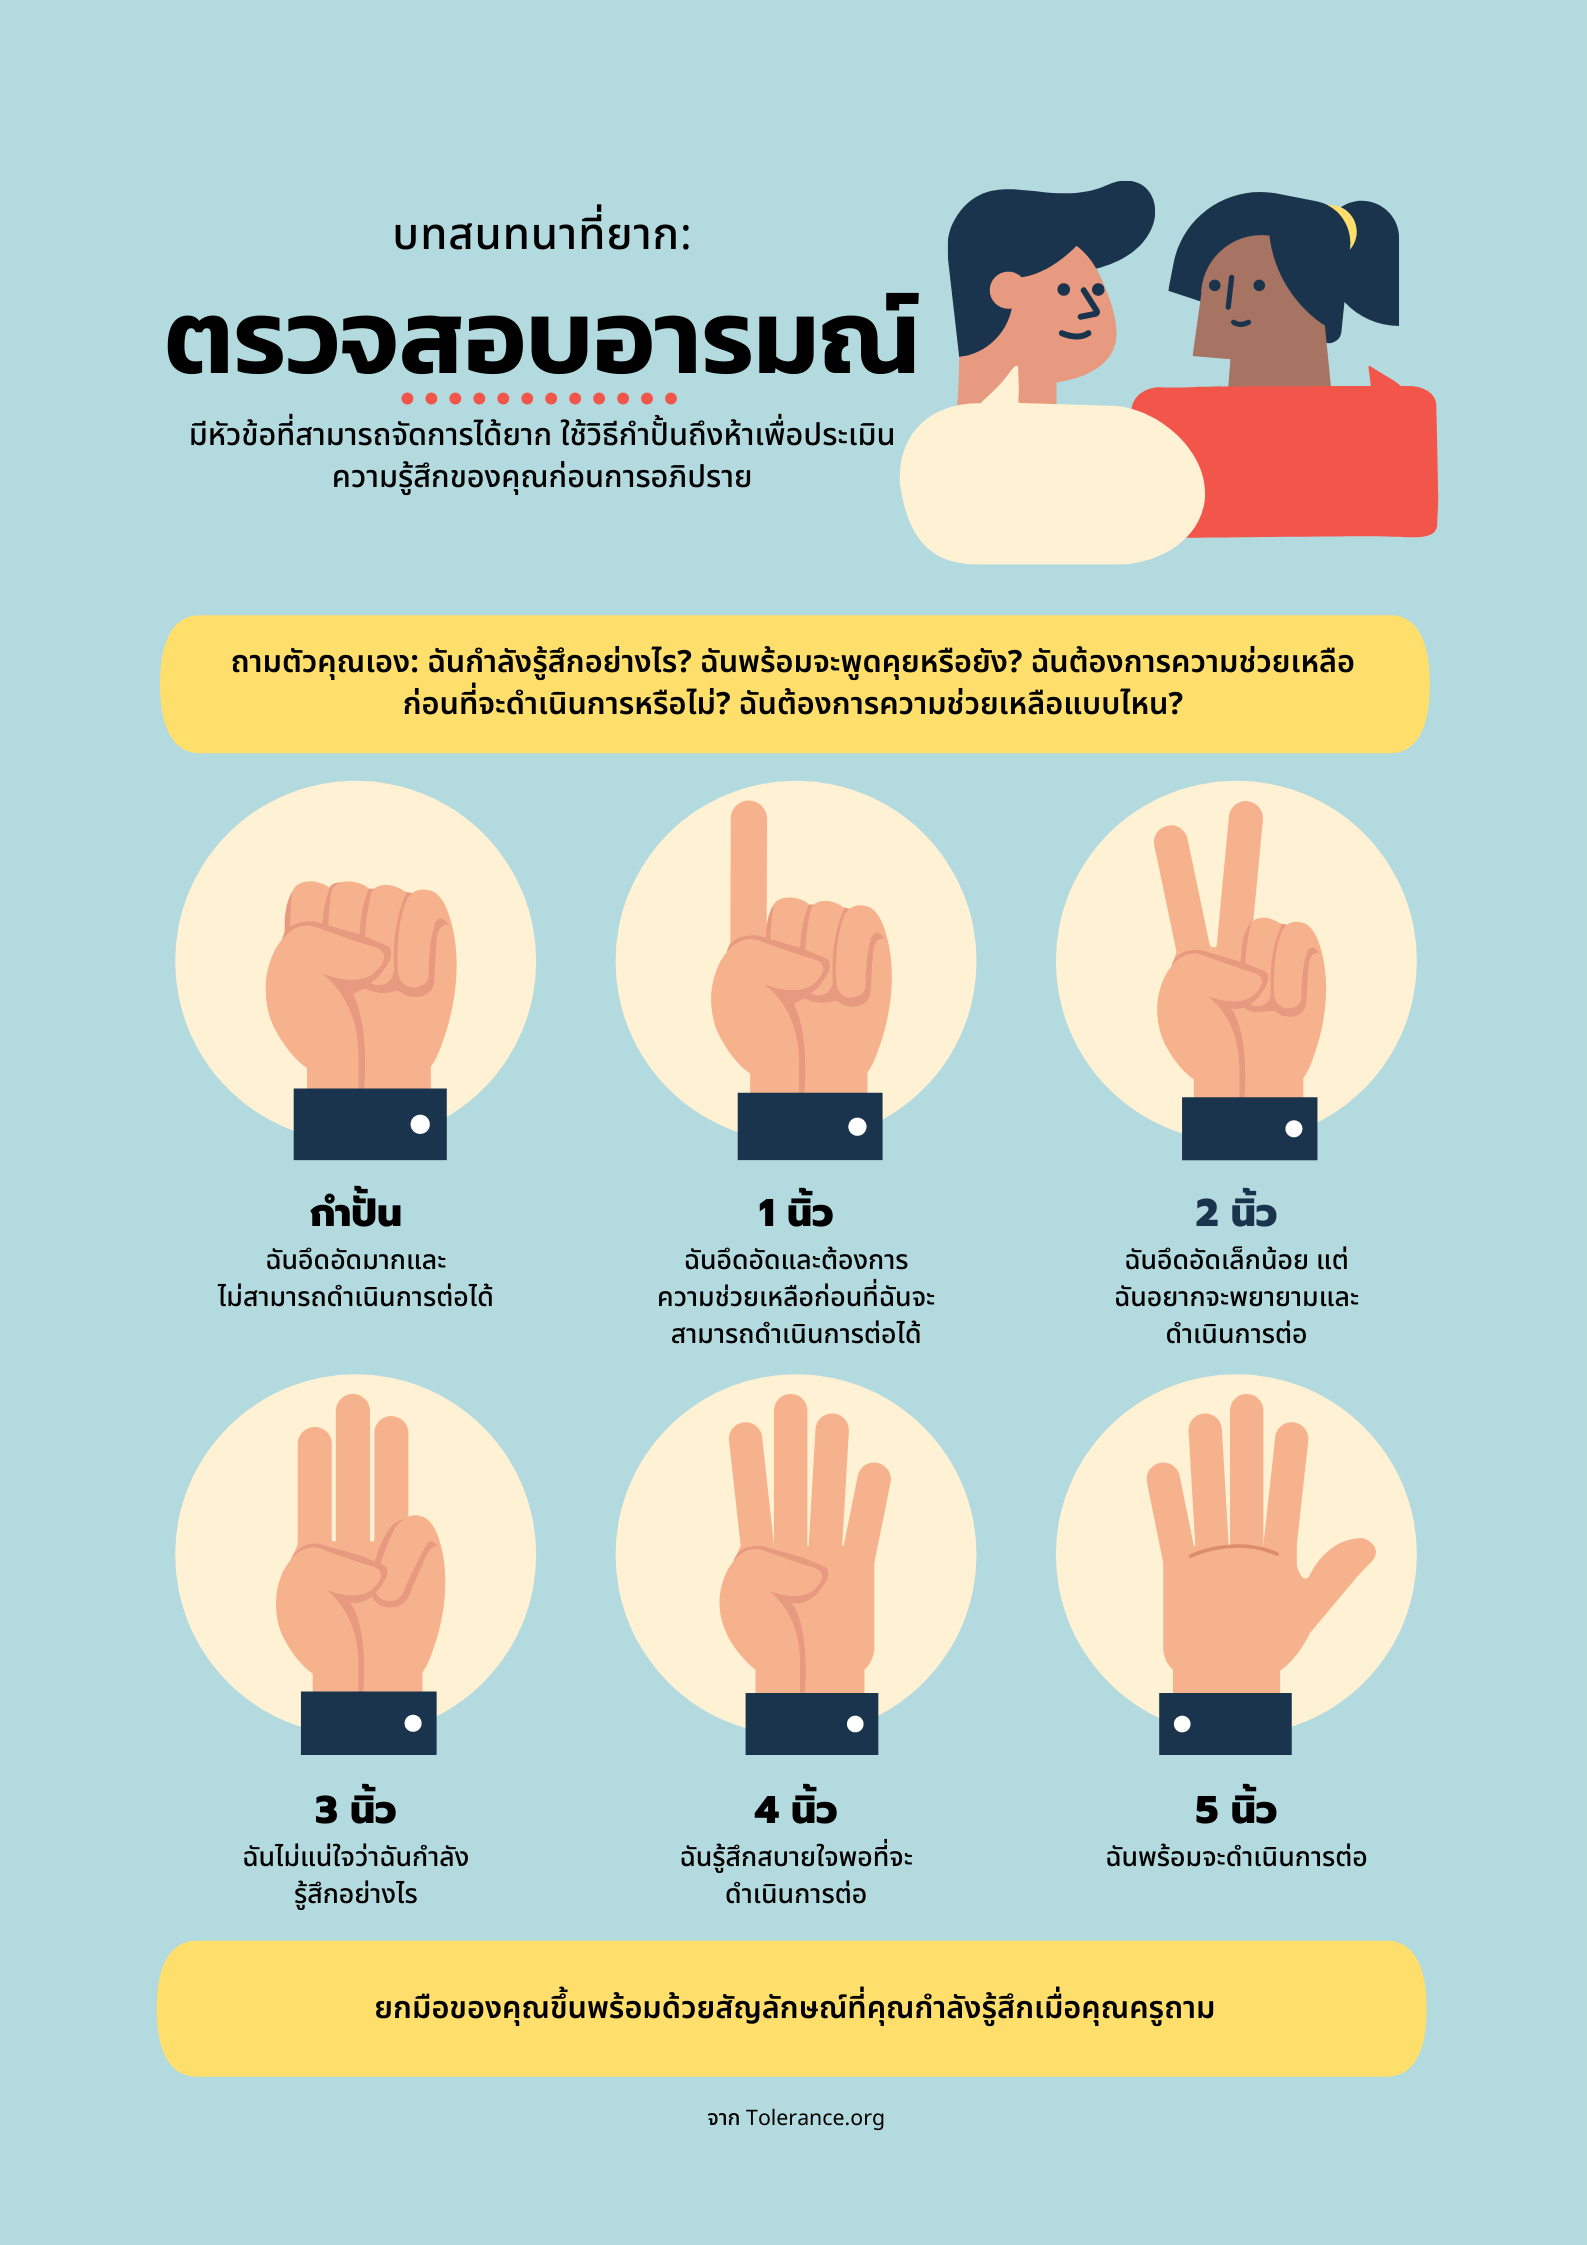 บทสนทนาที่ยาก:
ตรวจสอบอารมณ์
มีหัวข้อที่สามารถจัดการได้ยาก ใช้วิธีกำปั้นถึงห้าเพื่อประเมิน
ความรู้สึกของคุณก่อนการอภิปราย
ถามตัวคุณเอง: ฉันกำลังรู้สึกอย่างไร? ฉันพร้อมจะพูดคุยหรือยัง? ฉันต้องการความช่วยเหลือ
ก่อนที่จะดำเนินการหรือไม่? ฉันต้องการความช่วยเหลือแบบไหน?
กำปั้น
ฉันอึดอัดมากและ
ไม่สามารถดำเนินการต่อได้
1 นิ้ว
ฉันอึดอัดและต้องการ
ความช่วยเหลือก่อนที่ฉันจะ
สามารถดำเนินการต่อได้
2 นิ้ว
ฉันอึดอัดเล็กน้อย แต่
ฉันอยากจะพยายามและ
ดำเนินการต่อ
3 นิ้ว
ฉันไม่แน่ใจว่าฉันกำลัง
รู้สึกอย่างไร
4 นิ้ว
ฉันรู้สึกสบายใจพอที่จะ
ดำเนินการต่อ
5 นิ้ว
ฉันพร้อมจะดำเนินการต่อ
ยกมือของคุณขึ้นพร้อมด้วยสัญลักษณ์ที่คุณกำลังรู้สึกเมื่อคุณครูถาม
จาก Tolerance.org